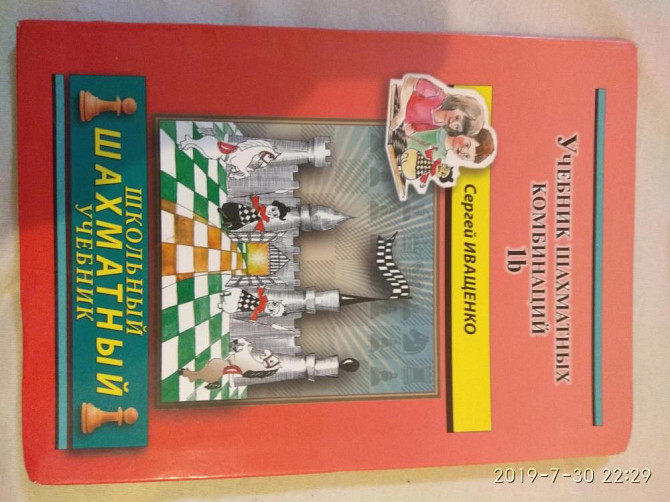 Сергей ИВАЩЕНКО
УЧЕБНИК ШАХМАТНЫХ
КОМБИНАЦИЙ
1b
ШКОЛЬНЫЙ
ШАХМАТНЫЙ
УЧЕБНИК
2019-7-30 22:29